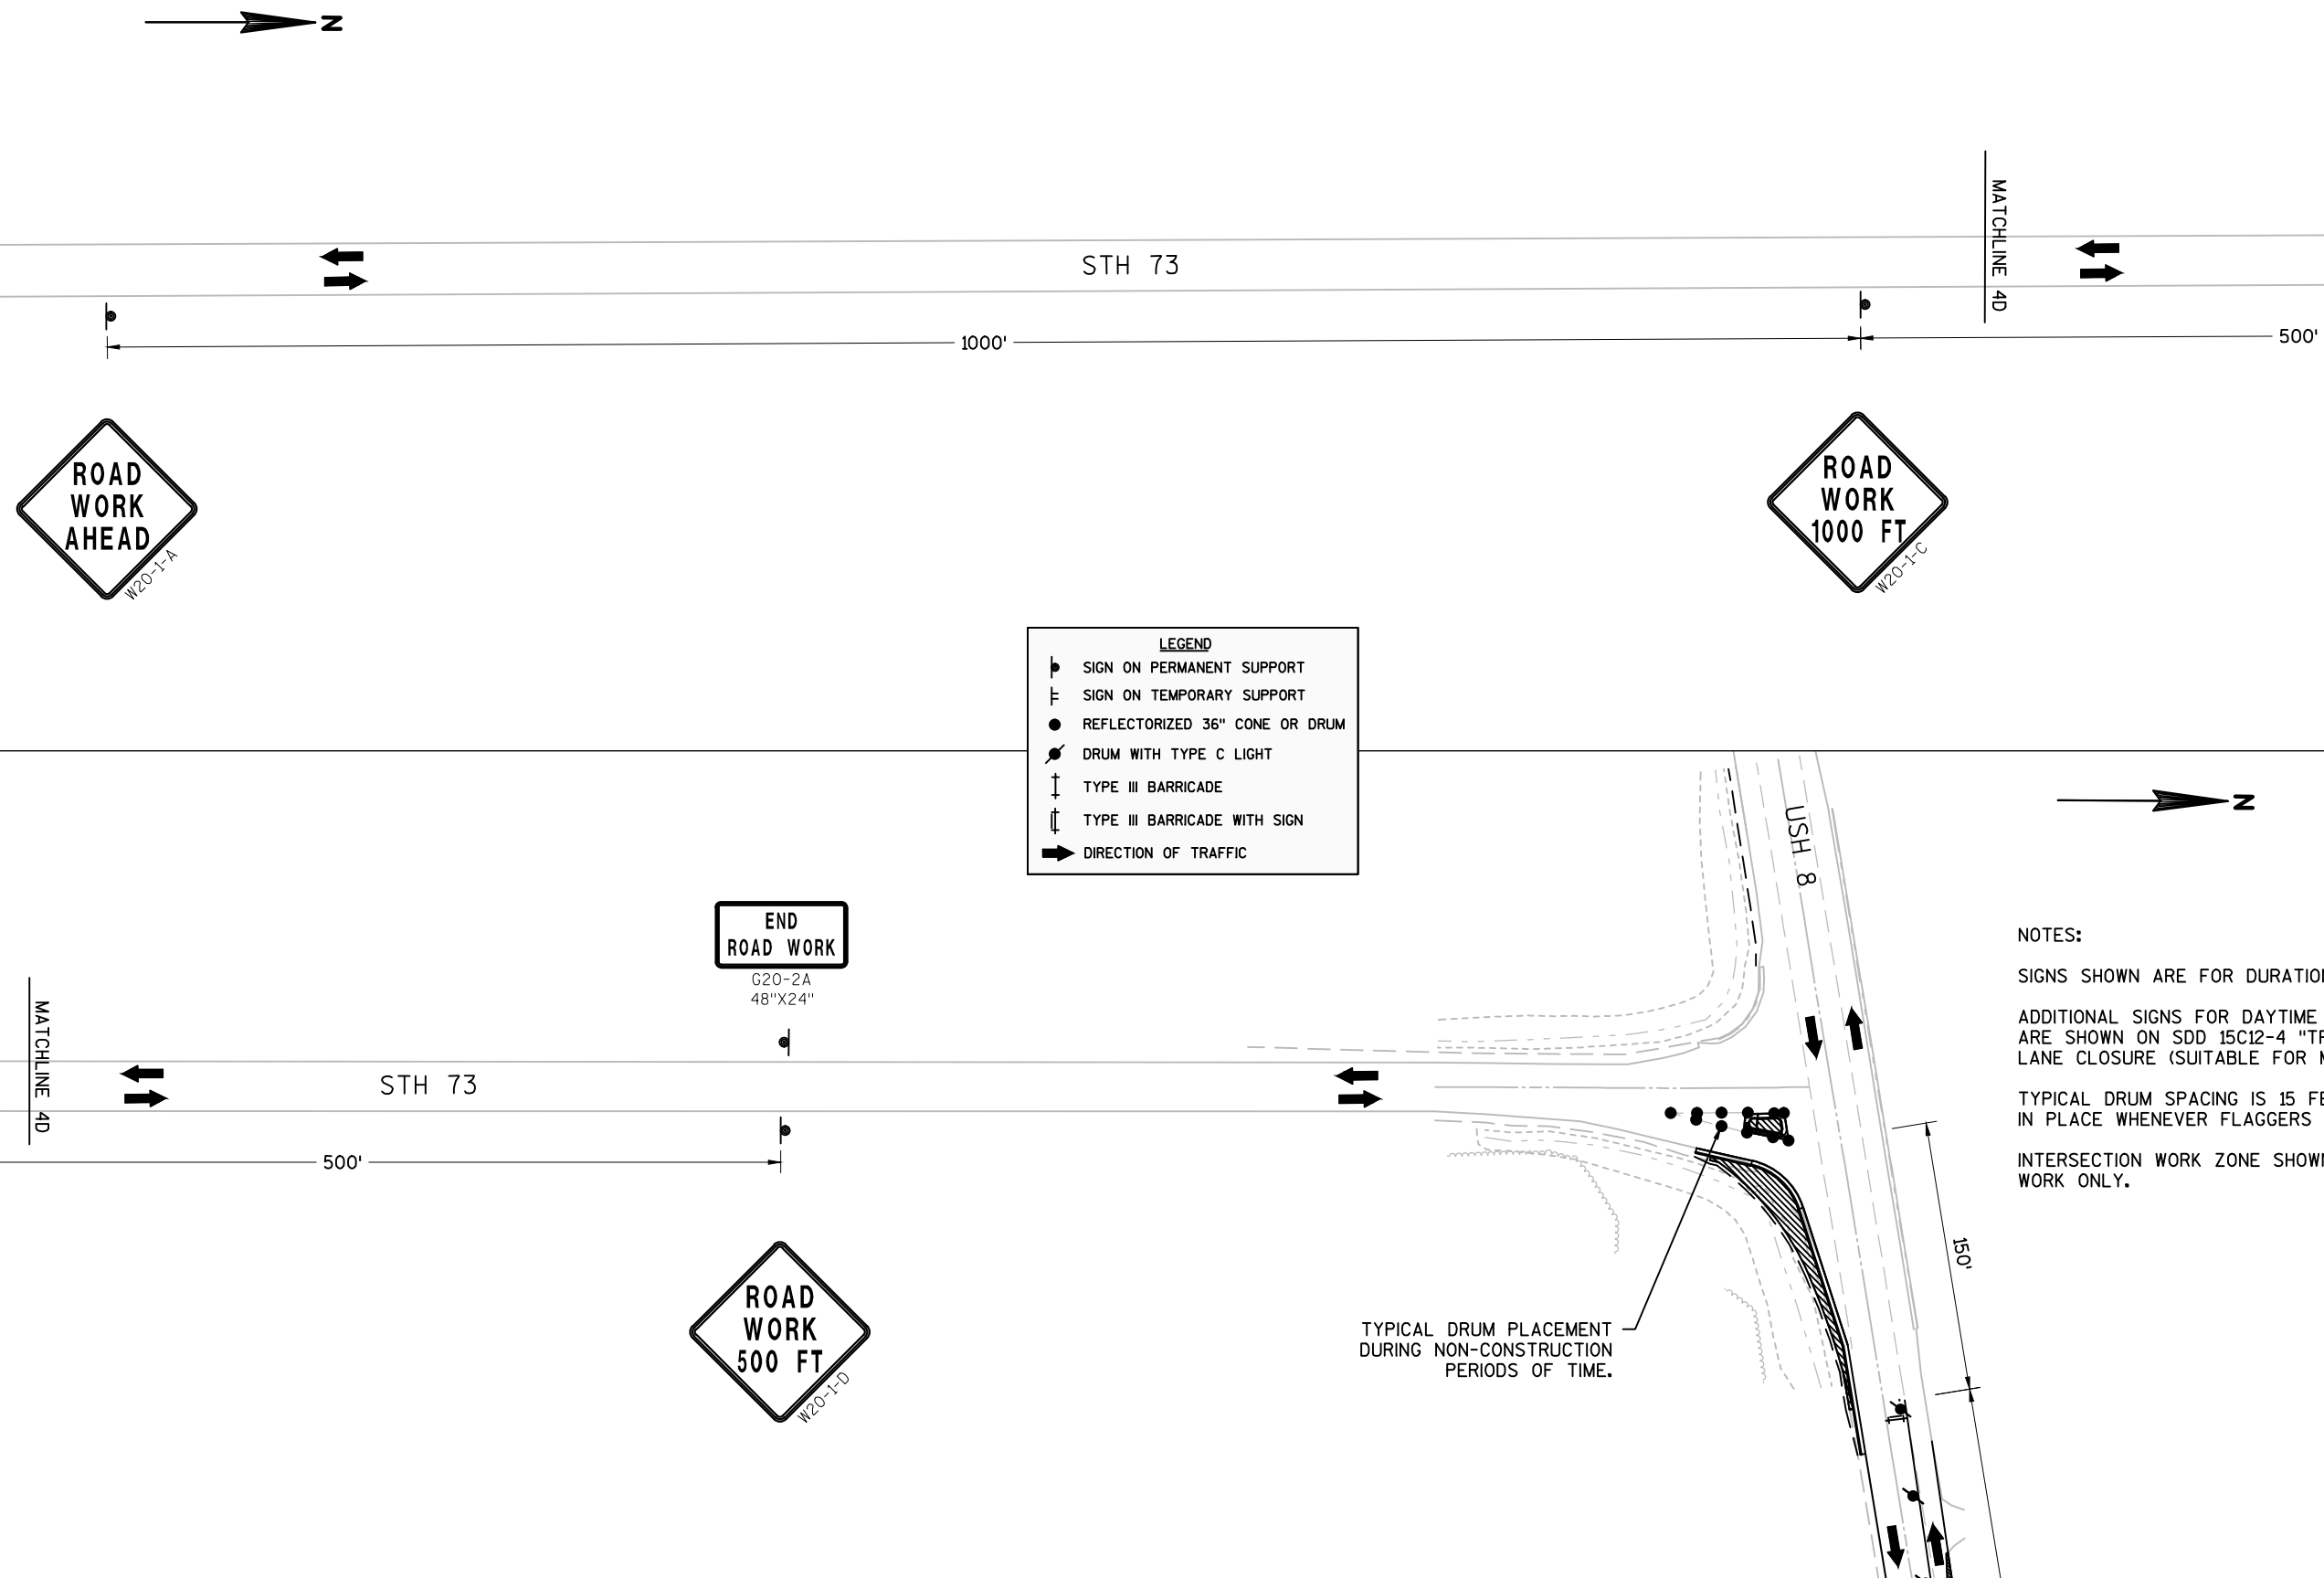 N
MATCHLINE 4D
STH 73
1000'
500'
ROAD
WORK
AHEAD
W20-1-A
ROAD
WORK
1000 FT
W20-1-C
LEGEND
SIGN ON PERMANENT SUPPORT
SIGN ON TEMPORARY SUPPORT
REFLECTORIZED 36" CONE OR DRUM
DRUM WITH TYPE C LIGHT
TYPE III BARRICADE
TYPE III BARRICADE WITH SIGN
DIRECTION OF TRAFFIC
N
USH 8
END
ROAD WORK
G20-2A
48"X24"
MATCHLINE 4D
STH 73
500'
ROAD
WORK
500 FT
W20-1-D
TYPICAL DRUM PLACEMENT
DURING NON-CONSTRUCTION
PERIODS OF TIME.
150'
NOTES:
SIGNS SHOWN ARE FOR
ADDITIONAL SIGNS FOR DAYTIME
ARE SHOWN ON SDD 15C12-4
LANE CLOSURE (SUITABLE FOR
TYPICAL DRUM SPACING IS 15
IN PLACE WHENEVER FLAGGERS
INTERSECTION WORK ZONE
WORK ONLY.